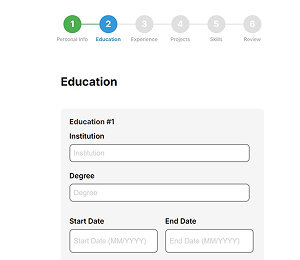 1 2 3 4 5 6
Personal Info Education Experience Projects Skills Review
Education
Education #1
Institution
Institution
Degree
Degree
Start Date End Date
Start Date (MM/YYYY) End Date (MM/YYYY)